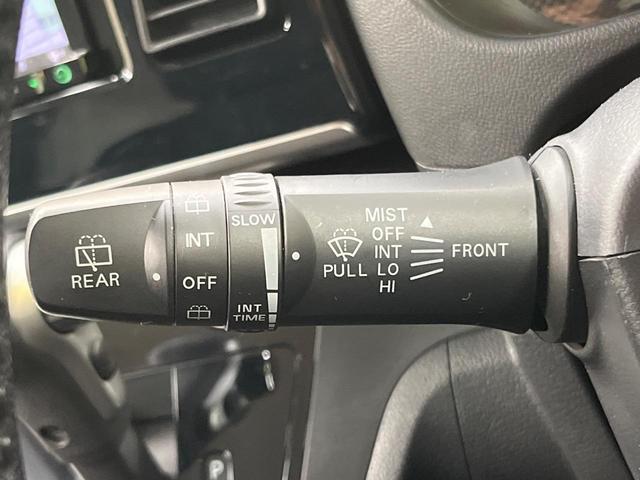 REAR
INT
OFF
SLOW
INT
TIME
PULL
MIST
OFF
INT
LO
HI
FRONT
P